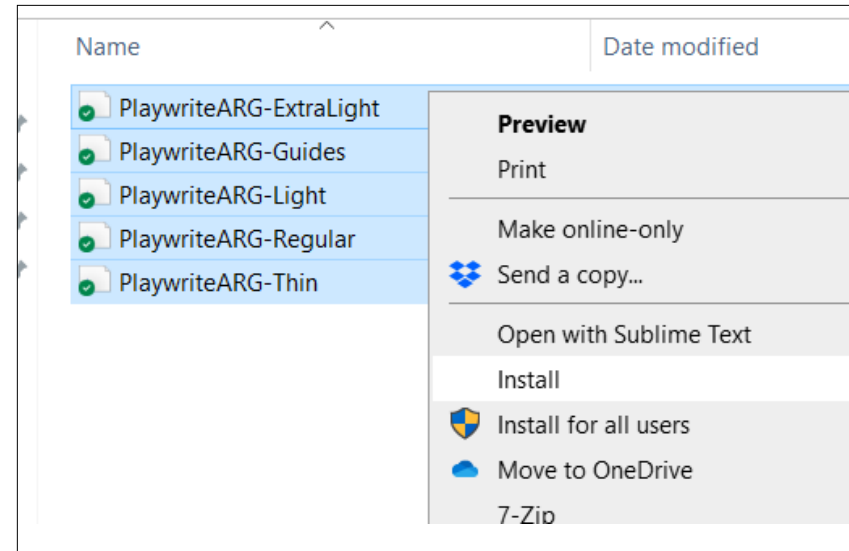 Name
Date modified
PlaywriteARG-ExtraLight
PlaywriteARG-Guides
PlaywriteARG-Light
PlaywriteARG-Regular
PlaywriteARG-Thin
Preview
Print
Make online-only
Send a copy...
Open with Sublime Text
Install
Install for all users
Move to OneDrive
7-Zip